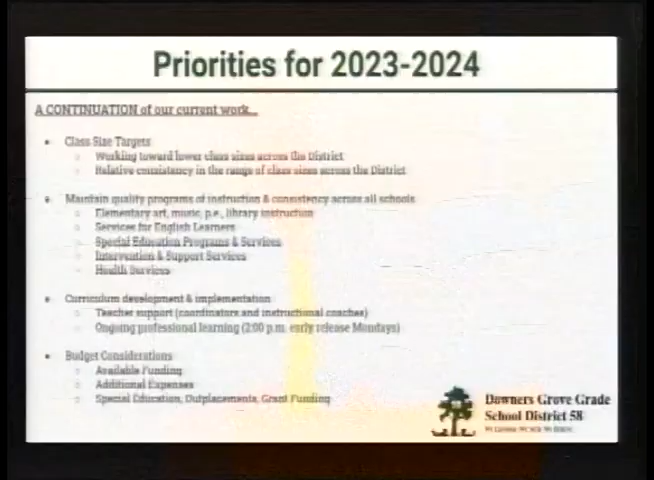 Priorities for 2023-2024
A CONTINUATION of our current work...
Class Size Targets
Working toward lower class sizes across the District
Relative consistency in the range of class sizes across the District
Maintain quality programs of instruction & consistency across all schools
Elementary art, music, p.e., library instruction
Services for English Learners
Special Education Programs & Services
Intervention & Support Services
Health Services
Curriculum development & implementation
Teacher support (coordinators and instructional coaches)
Ongoing professional learning (2:00 p.m. early release Mondays)
Budget Considerations
Available Funding
Additional Expenses
Special Education, Outplacements, Grant Funding
Downers Grove Grade
School District 58